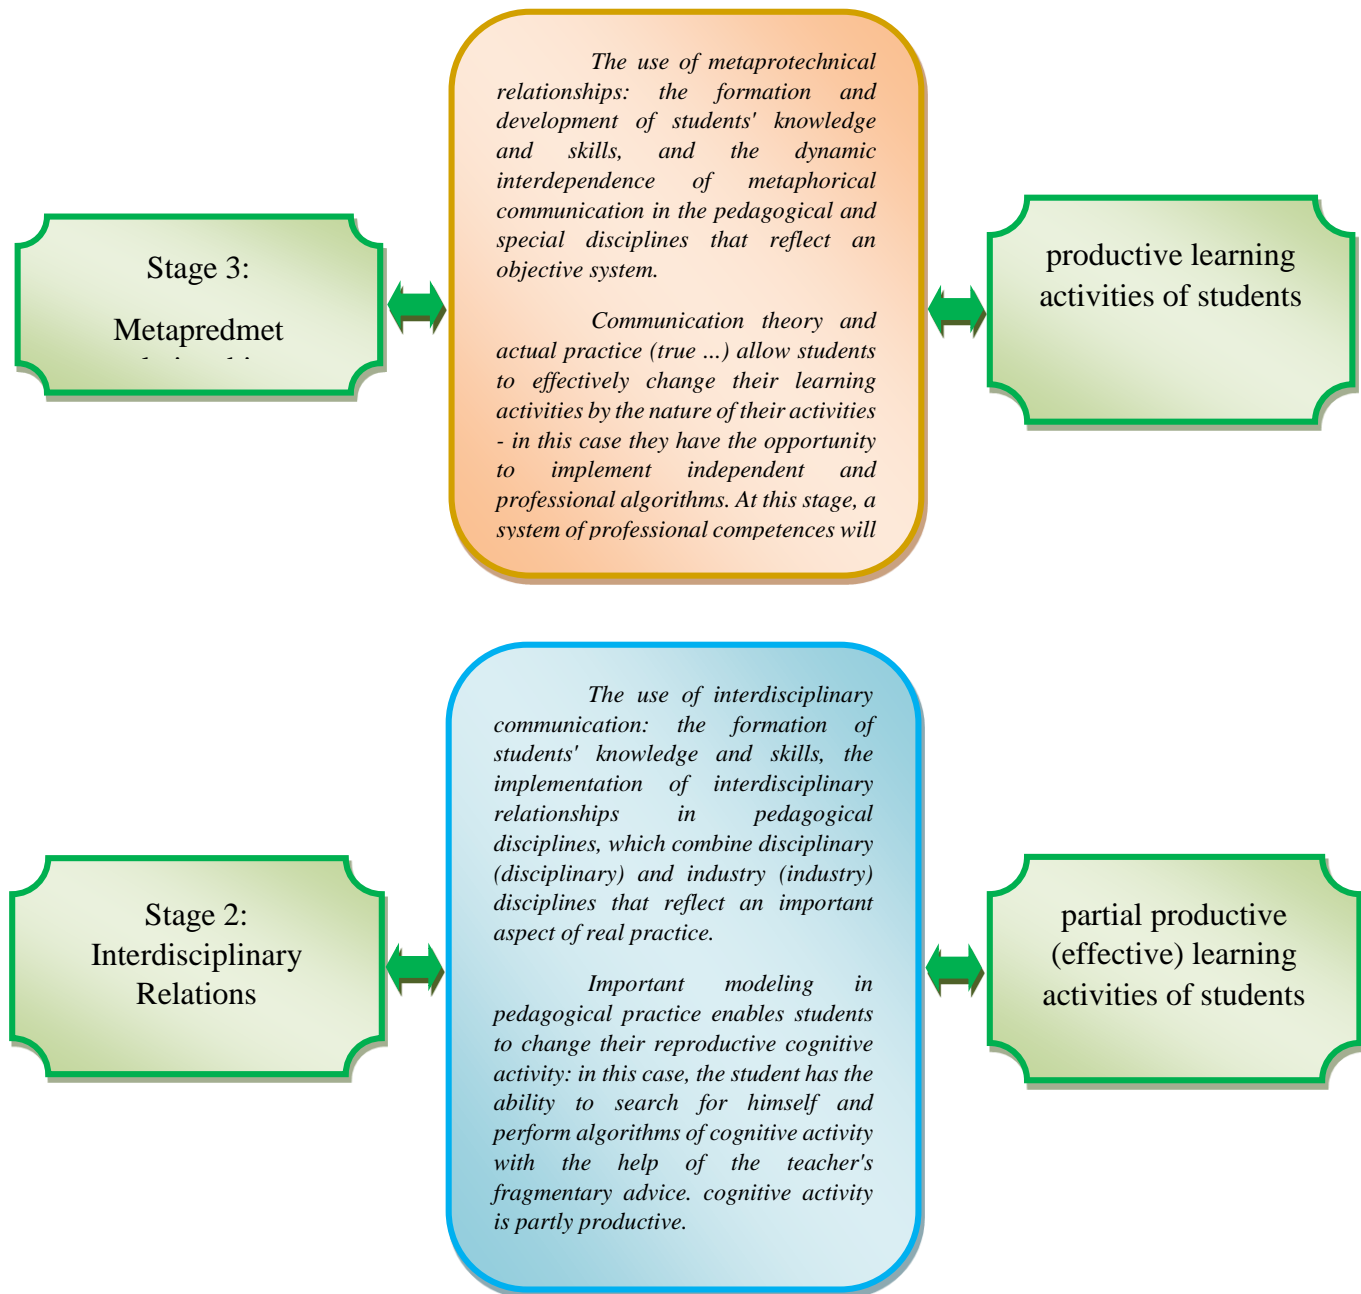 Stage 3:
Metapredmet
The use of metaprotechnical
relationships: the formation and
development of students' knowledge
and skills, and the dynamic
interdependence of metaphorical
communication in the pedagogical and
special disciplines that reflect an
objective system.
Communication theory and
actual practice (true ...) allow students
to effectively change their learning
activities by the nature of their activities
- in this case they have the opportunity
to implement independent and
professional algorithms. At this stage, a
system of professional competences will
productive learning
activities of students
Stage 2:
Interdisciplinary
Relations
The use of interdisciplinary
communication: the formation of
students' knowledge and skills, the
implementation of interdisciplinary
relationships in pedagogical
disciplines, which combine disciplinary
(disciplinary) and industry (industry)
disciplines that reflect an important
aspect of real practice.
Important modeling in
pedagogical practice enables students
to change their reproductive cognitive
activity: in this case, the student has the
ability to search for himself and
perform algorithms of cognitive activity
with the help of the teacher's
fragmentary advice. cognitive activity
is partly productive.
partial productive
(effective) learning
activities of students